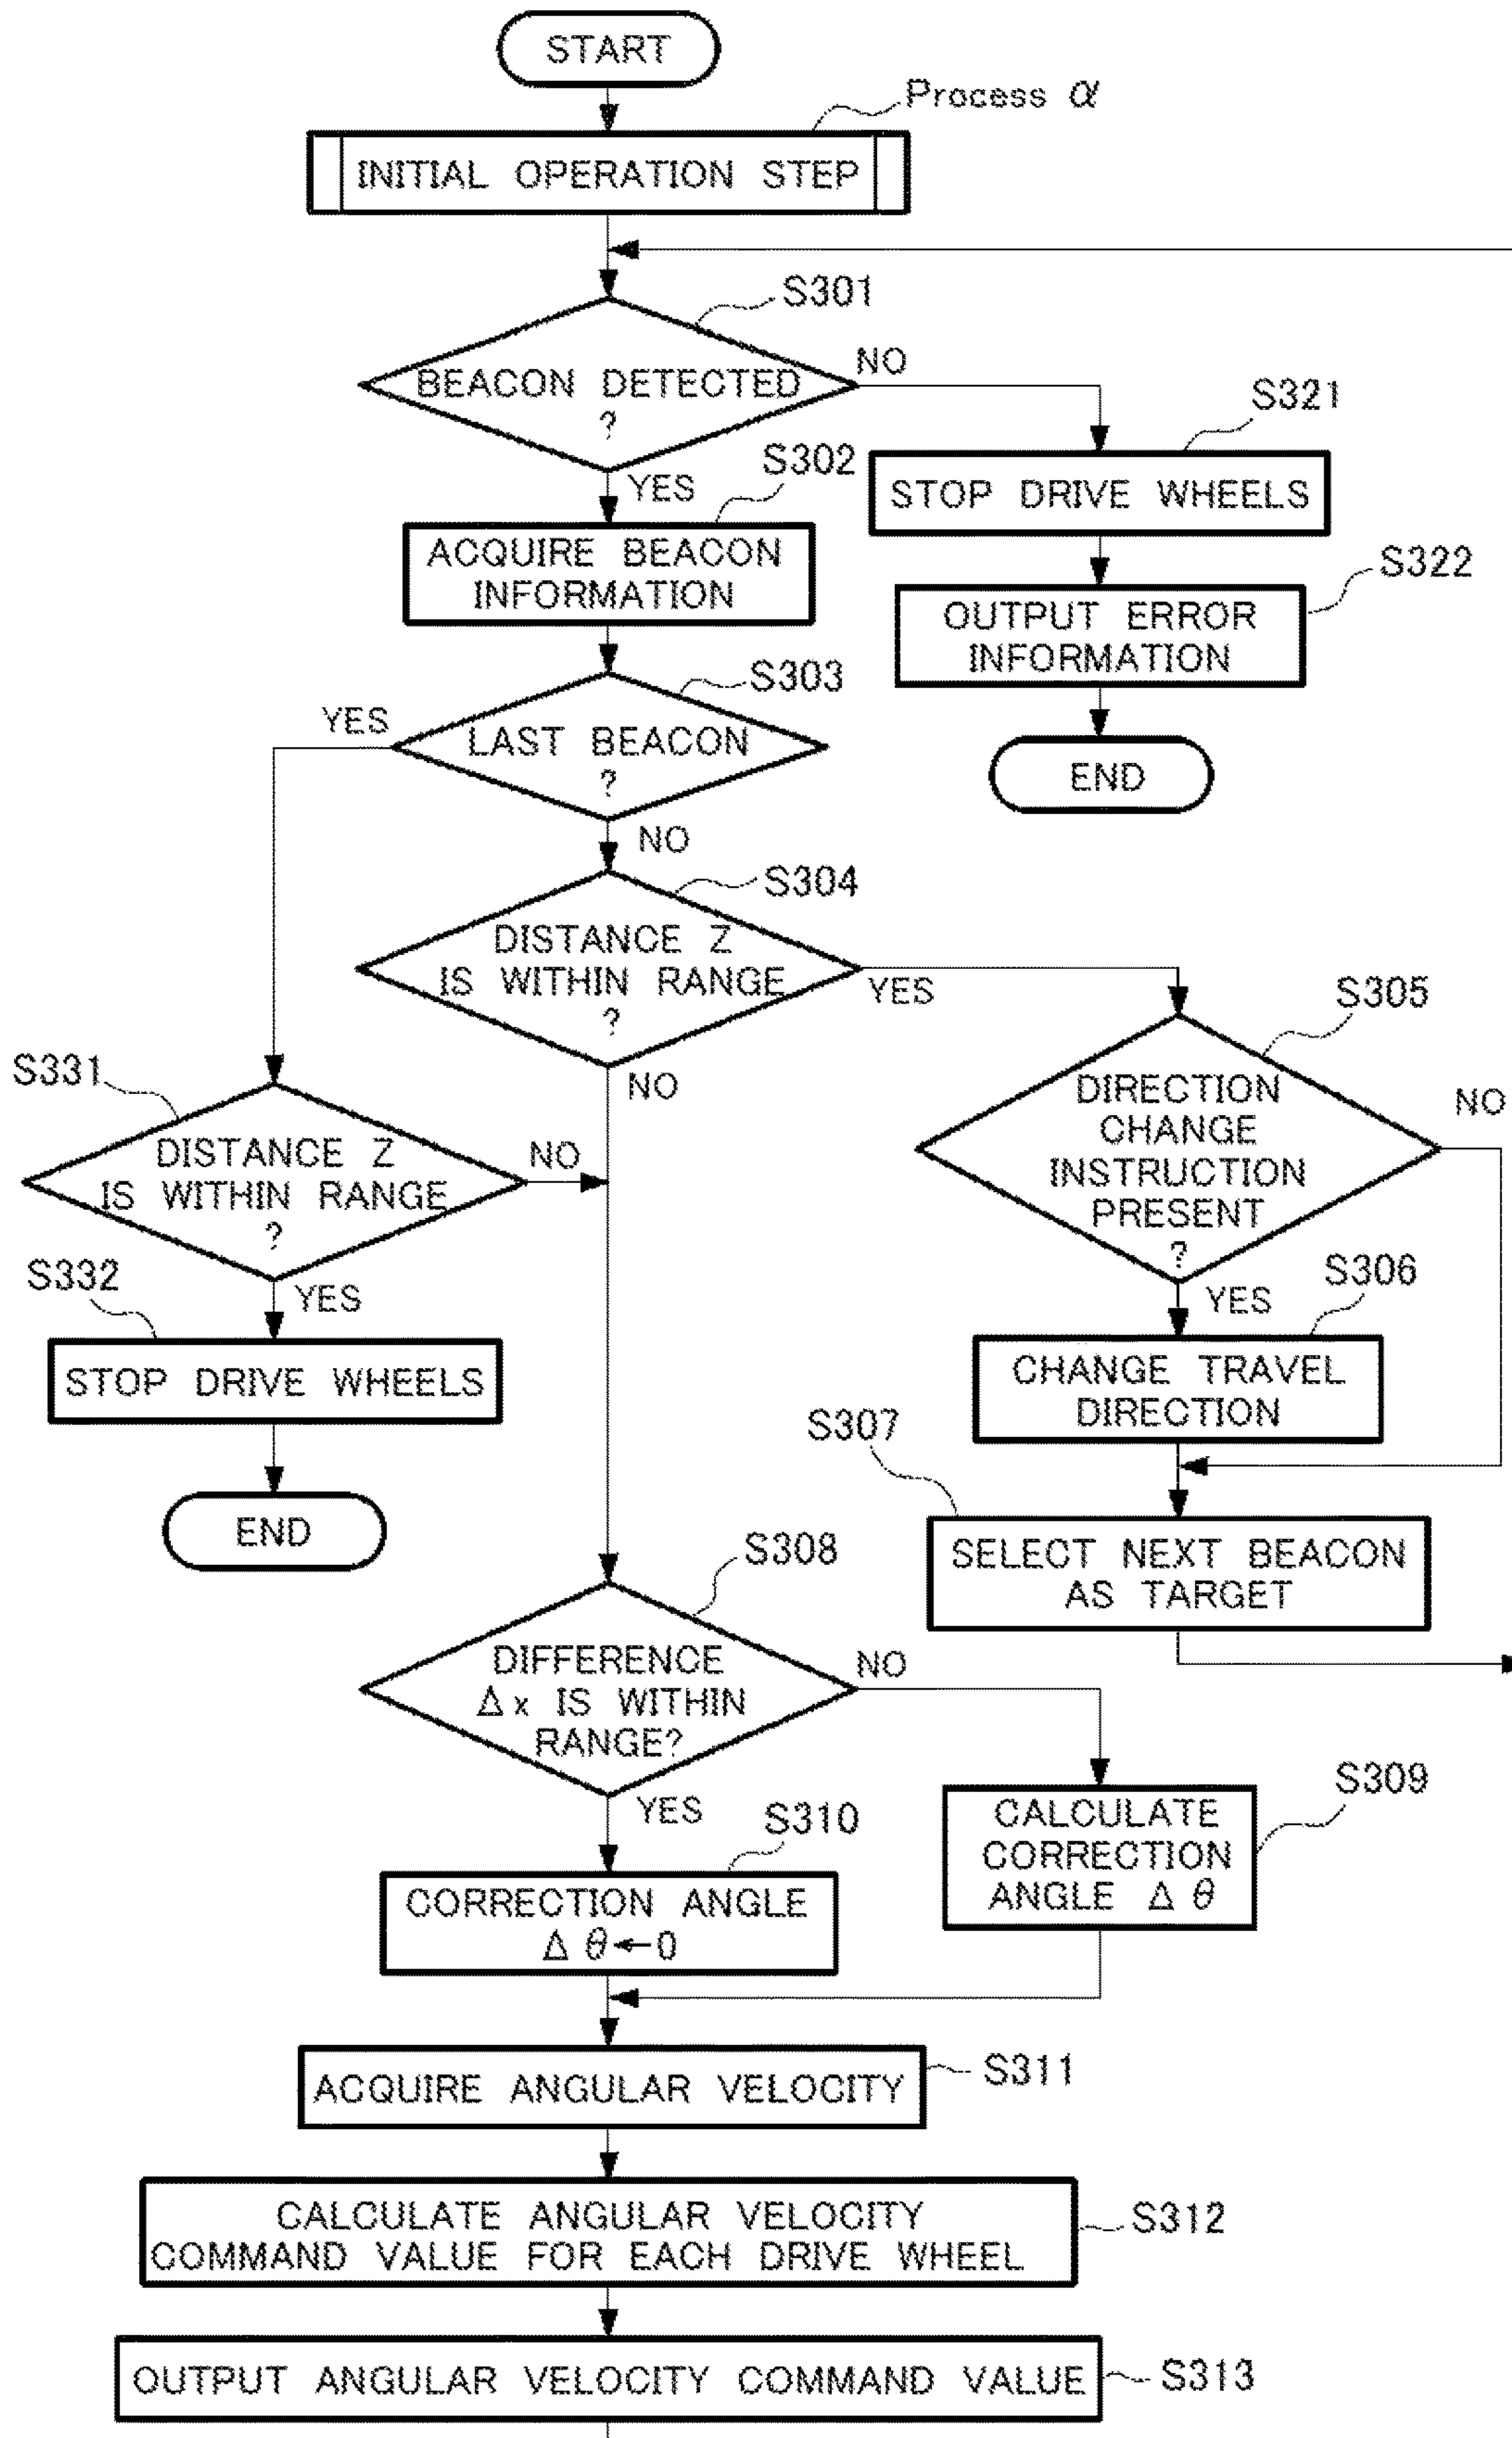 START
Process α
INITIAL OPERATION STEP
S301
BEACON DETECTED
?
NO
YES
S321
STOP DRIVE WHEELS
S302
ACQUIRE BEACON
INFORMATION
S322
OUTPUT ERROR
INFORMATION
END
S303
YES
LAST BEACON
?
NO
S304
DISTANCE Z
IS WITHIN RANGE
?
YES
NO
S305
DIRECTION
CHANGE
INSTRUCTION
PRESENT
?
NO
YES
S331
DISTANCE Z
IS WITHIN RANGE
?
NO
YES
S332
STOP DRIVE WHEELS
END
S306
CHANGE TRAVEL
DIRECTION
S307
SELECT NEXT BEACON
AS TARGET
S308
DIFFERENCE
Δx IS WITHIN
RANGE?
NO
YES
S309
CALCULATE
CORRECTION
ANGLE Δθ
S310
CORRECTION ANGLE
Δθ←0
S311
ACQUIRE ANGULAR VELOCITY
S312
CALCULATE ANGULAR VELOCITY
COMMAND VALUE FOR EACH DRIVE WHEEL
S313
OUTPUT ANGULAR VELOCITY COMMAND VALUE